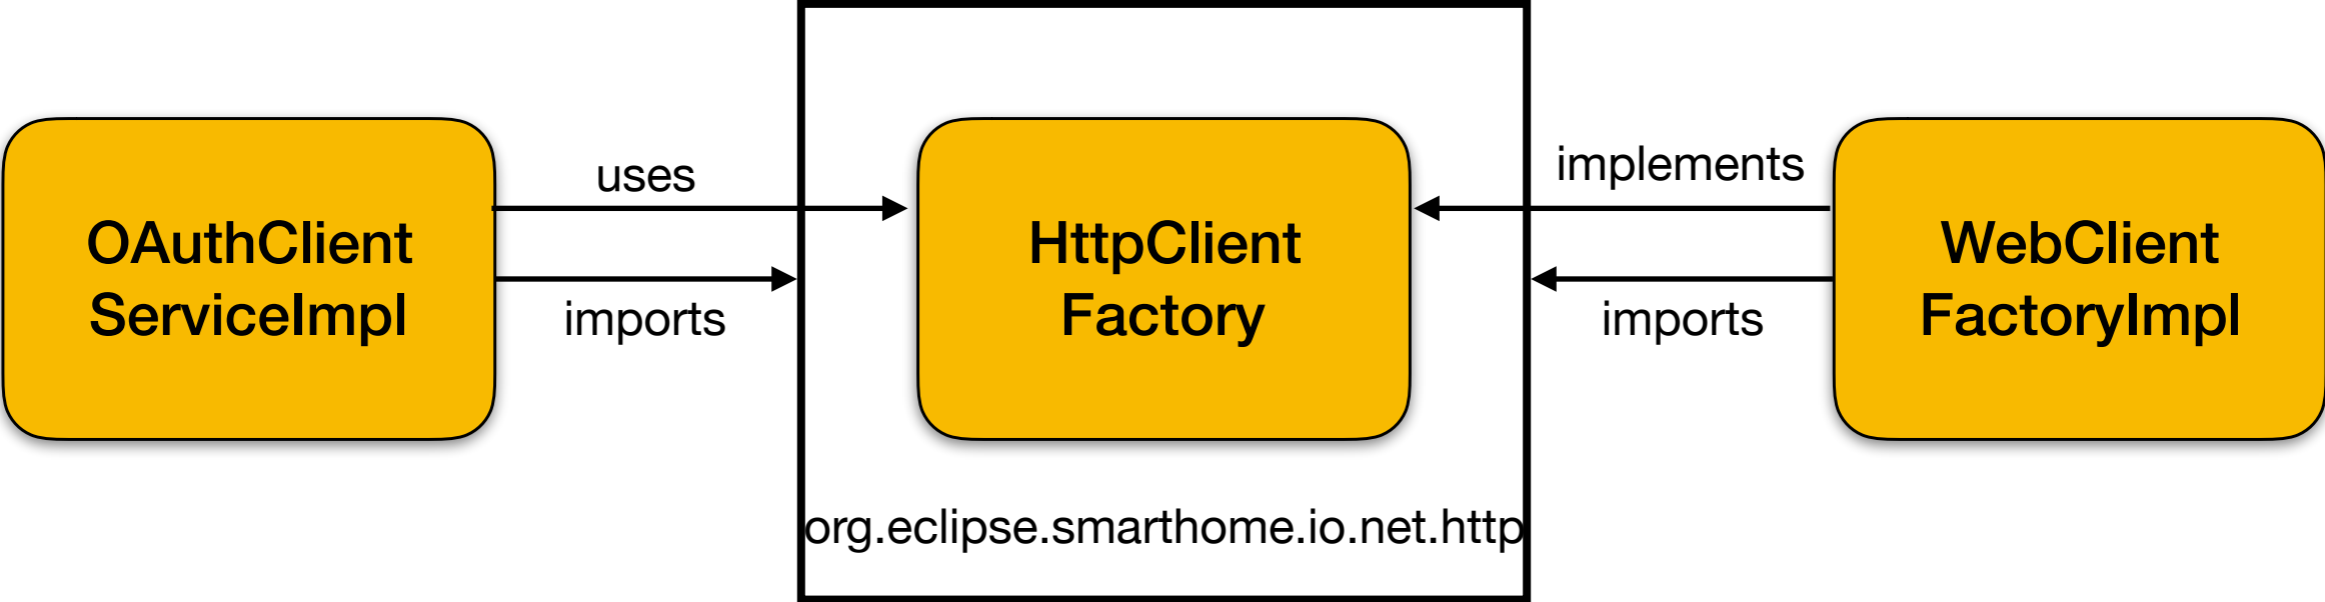 OAuthClient
ServiceImpl
uses
imports
HttpClient
Factory
org.eclipse.smarthome.io.net.http
implements
imports
WebClient
FactoryImpl